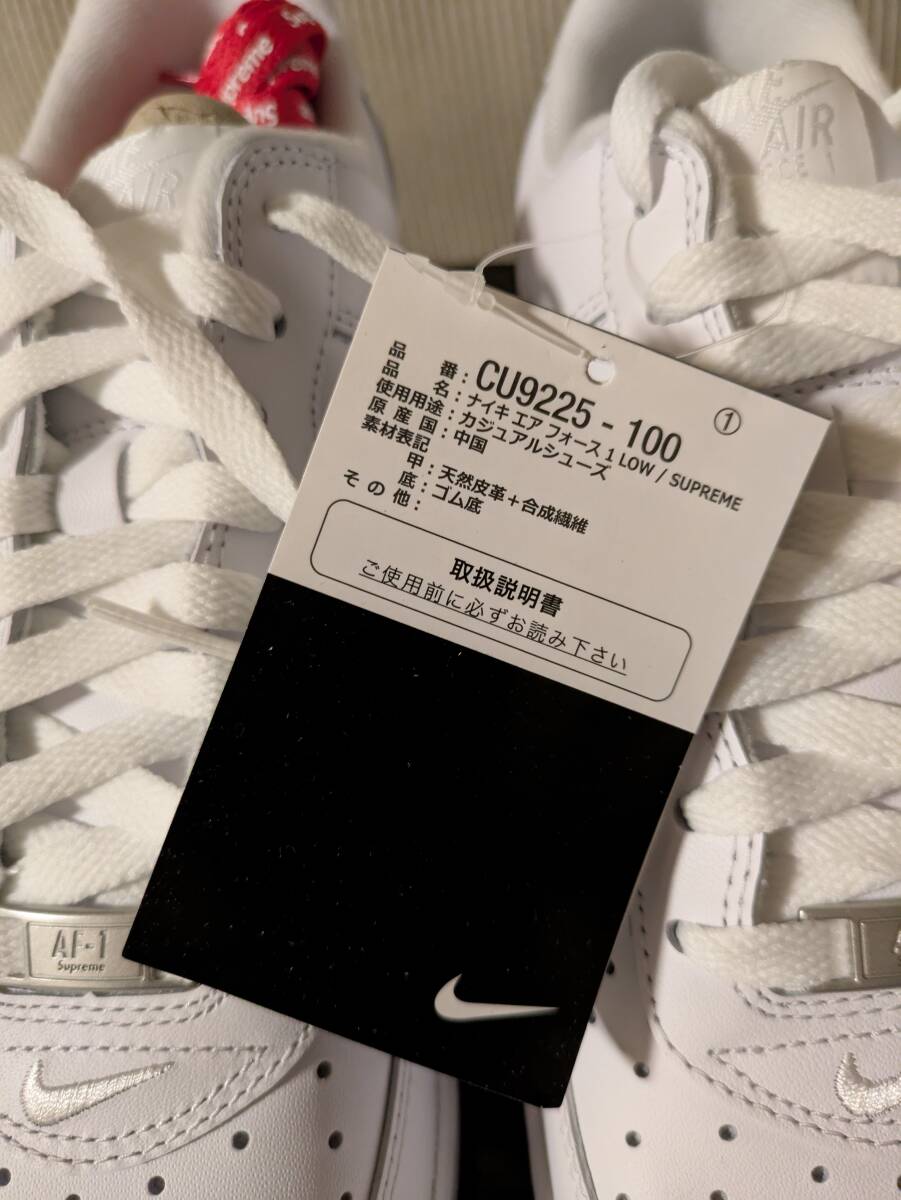 Supreme
AIR
AIR
①
品番：CU9225 - 100
品名：ナイキ エア フォース 1 LOW / SUPREME
使用用途：カジュアルシューズ
原産国：中国
素材表記
甲：天然皮革＋合成繊維
底：ゴム底
その他：
取扱説明書
ご使用前に必ずお読み下さい
AF-1
Supreme